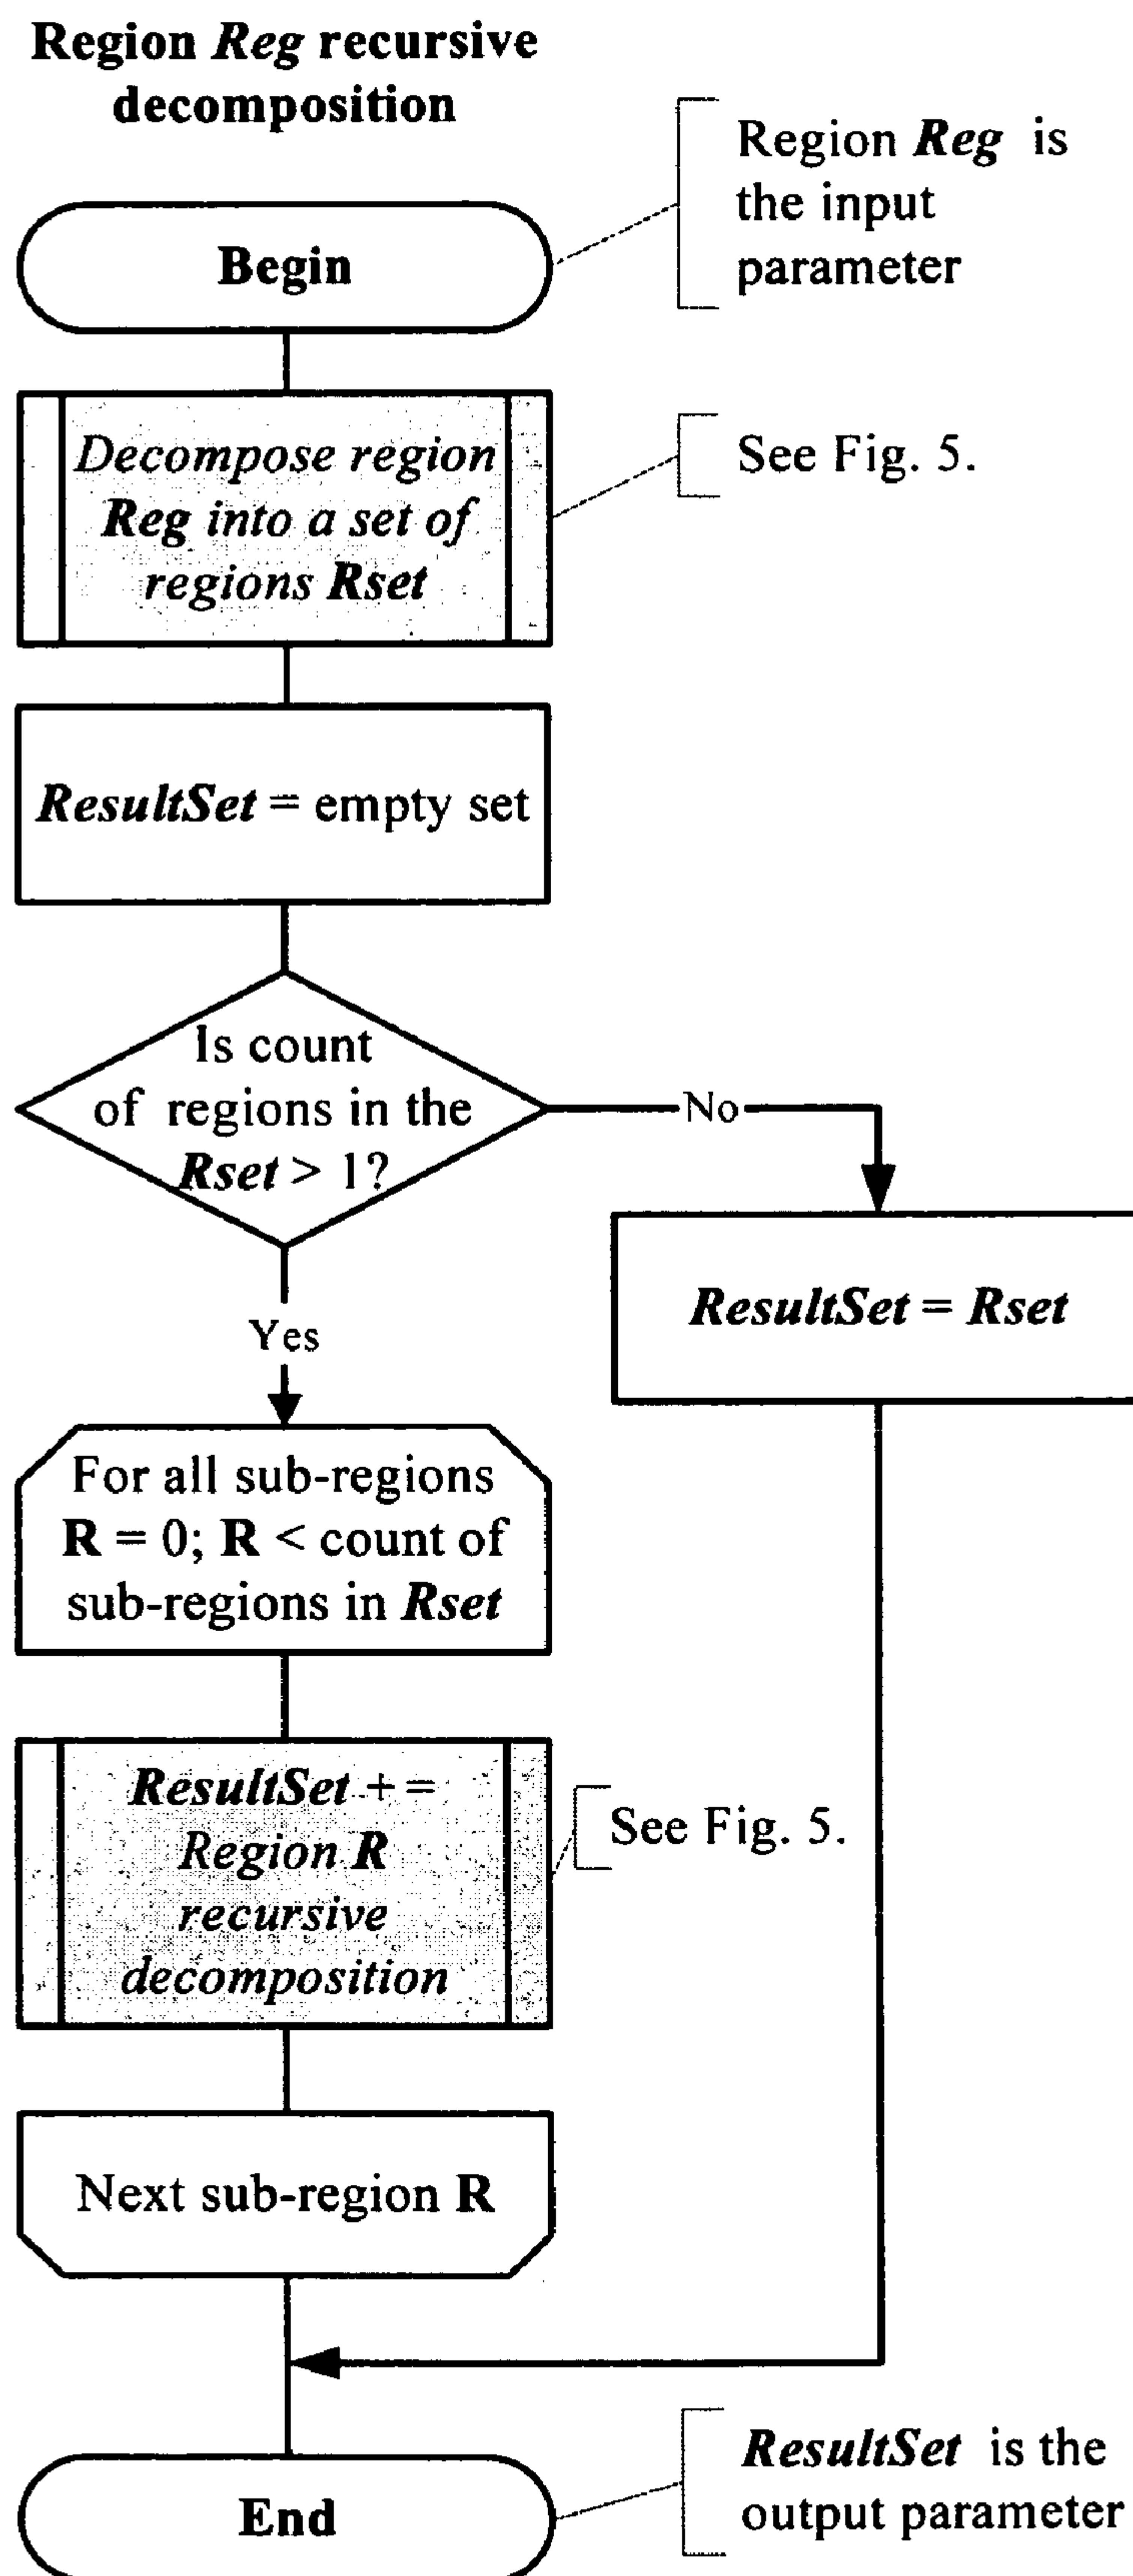 Region Reg recursive
decomposition
Region Reg is
the input
parameter
Begin
Decompose region
Reg into a set of
regions Rset
See Fig. 5.
ResultSet = empty set
Is count
of regions in the
Rset > 1?
No
Yes
ResultSet = Rset
For all sub-regions
R = 0; R < count of
sub-regions in Rset
ResultSet + =
Region R
recursive
decomposition
See Fig. 5.
Next sub-region R
ResultSet is the
output parameter
End